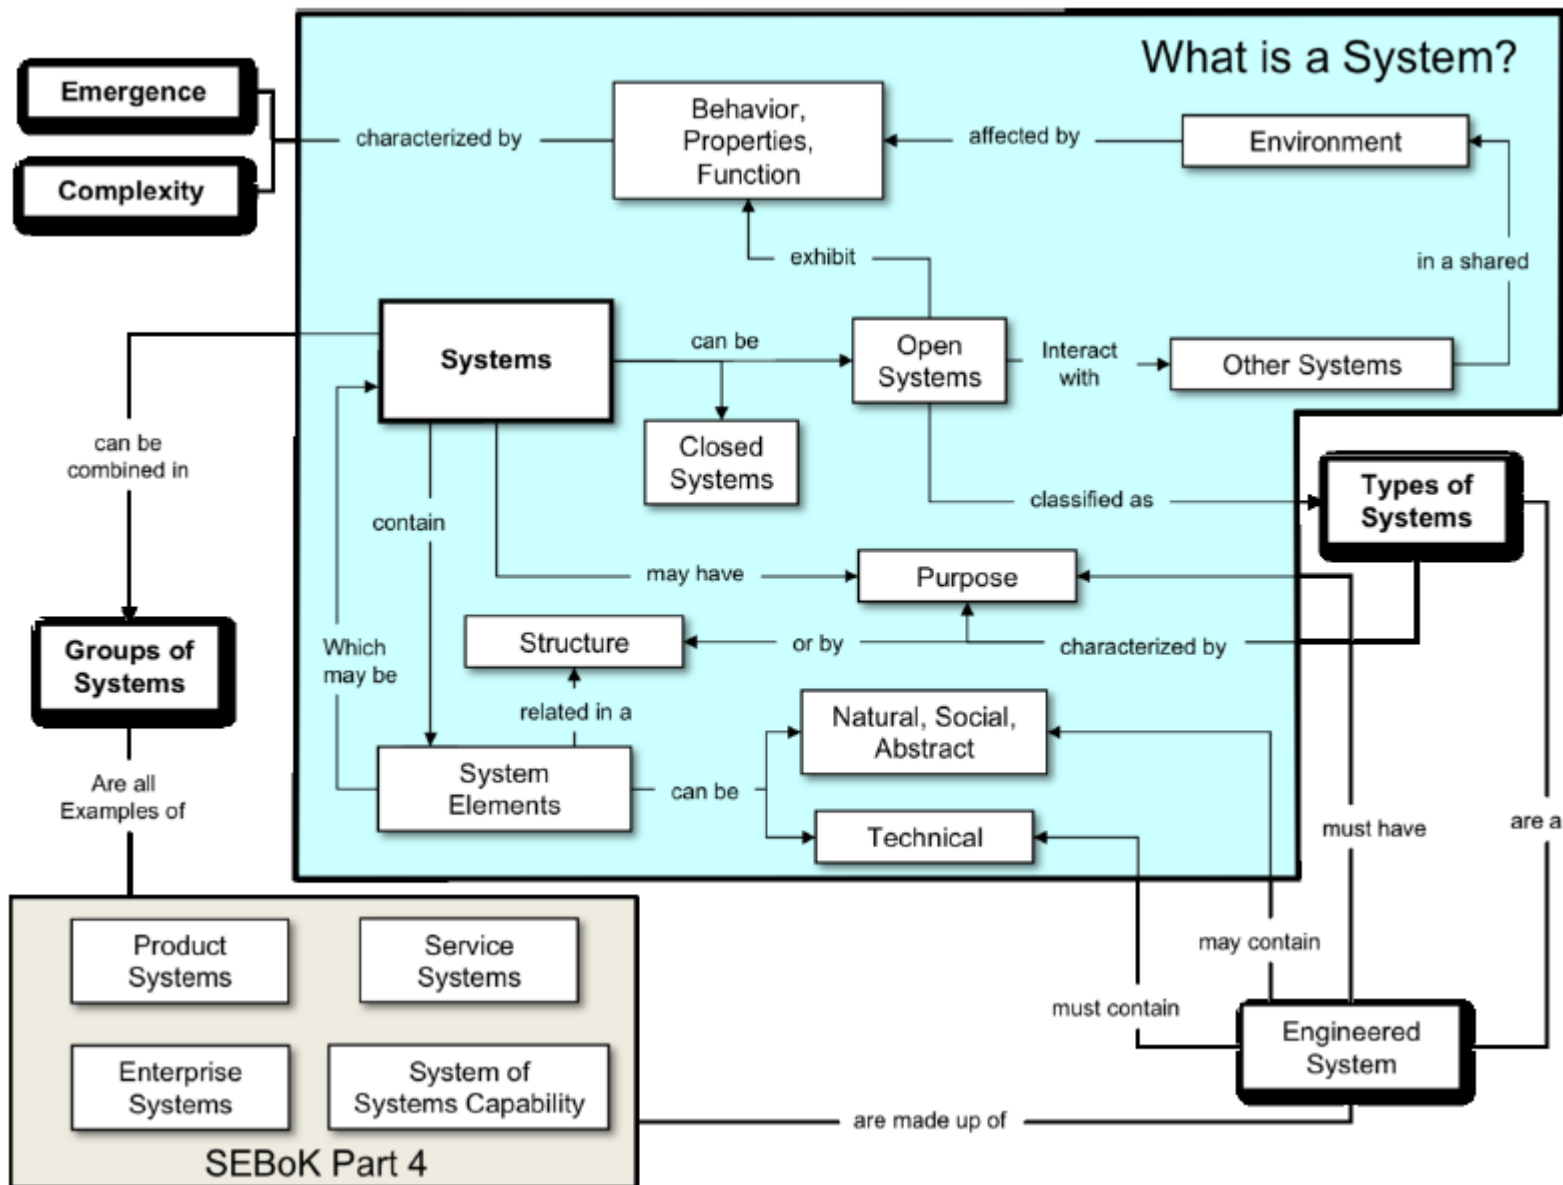 What is a System?
Emergence
Complexity
characterized by
Behavior,
Properties,
Function
affected by
Environment
exhibit
in a shared
Systems
can be
Open
Systems
Interact
with
Other Systems
Closed
Systems
can be
combined in
contain
classified as
Types of
Systems
may have
Purpose
Groups of
Systems
Which
may be
Structure
or by
characterized by
related in a
Natural, Social,
Abstract
System
Elements
can be
Technical
Are all
Examples of
must have
are a
may contain
must contain
Product
Systems
Service
Systems
Engineered
System
Enterprise
Systems
System of
Systems Capability
are made up of
SEBoK Part 4